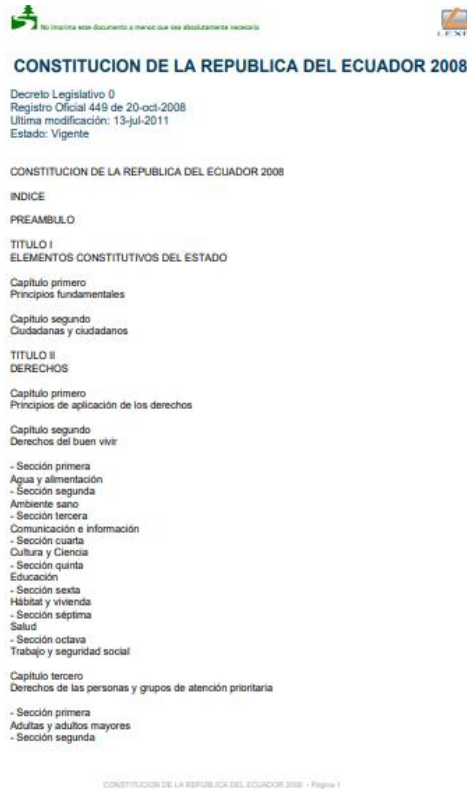 No imprima este documento a menos que sea absolutamente necesario
LEXI
CONSTITUCION DE LA REPUBLICA DEL ECUADOR 2008
Decreto Legislativo 0
Registro Oficial 449 de 20-oct-2008
Ultima modificación: 13-jul-2011
Estado: Vigente
CONSTITUCION DE LA REPUBLICA DEL ECUADOR 2008
INDICE
PREAMBULO
TITULO I
ELEMENTOS CONSTITUTIVOS DEL ESTADO
Capítulo primero
Principios fundamentales
Capítulo segundo
Ciudadanas y ciudadanos
TITULO II
DERECHOS
Capítulo primero
Principios de aplicación de los derechos
Capítulo segundo
Derechos del buen vivir
- Sección primera
Agua y alimentación
- Sección segunda
Ambiente sano
- Sección tercera
Comunicación e información
- Sección cuarta
Cultura y Ciencia
- Sección quinta
Educación
- Sección sexta
Hábitat y vivienda
- Sección séptima
Salud
- Sección octava
Trabajo y seguridad social
Capítulo tercero
Derechos de las personas y grupos de atención prioritaria
- Sección primera
Adultas y adultos mayores
- Sección segunda
CONSTITUCION DE LA REPUBLICA DEL ECUADOR 2008 - Página 1